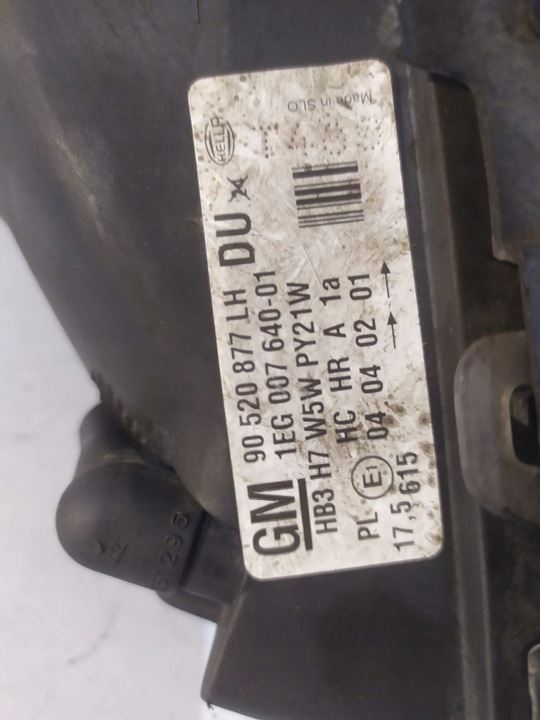 GM 90 520 877 LH DU 24
1EG 007 640-01
HB3 H7 W5W PY21W
HC HR A 1a
PL E1 04 04 02 01 → →
17,5 615
HELLA
Made in SLO